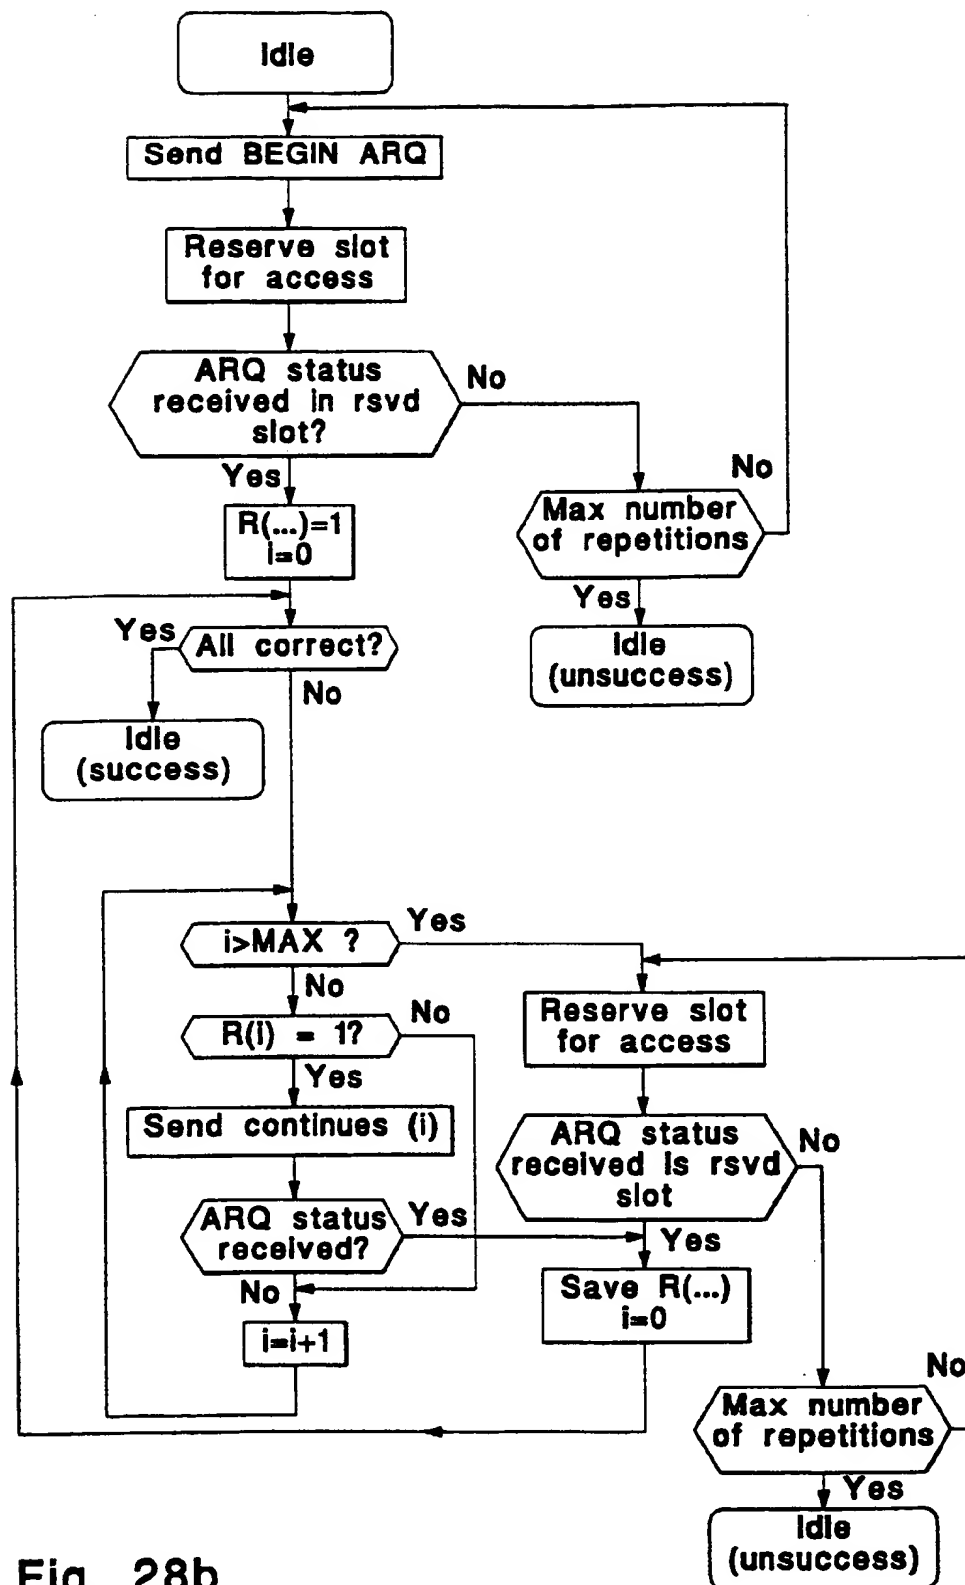 Idle
Send BEGIN ARQ
Reserve slot
for access
ARQ status
received in rsvd
slot?
No
Yes
No
R(...)=1
i=0
Max number
of repetitions
Yes
Yes
All correct?
No
Idle
(unsuccess)
Idle
(success)
i>MAX ?
Yes
No
Reserve slot
for access
R(i) = 1?
No
Yes
Send continues (i)
ARQ status
received is rsvd
slot
No
ARQ status
received?
Yes
Yes
No
Save R(...)
i=0
i=i+1
No
Max number
of repetitions
Yes
Idle
(unsuccess)
Fig. 28b